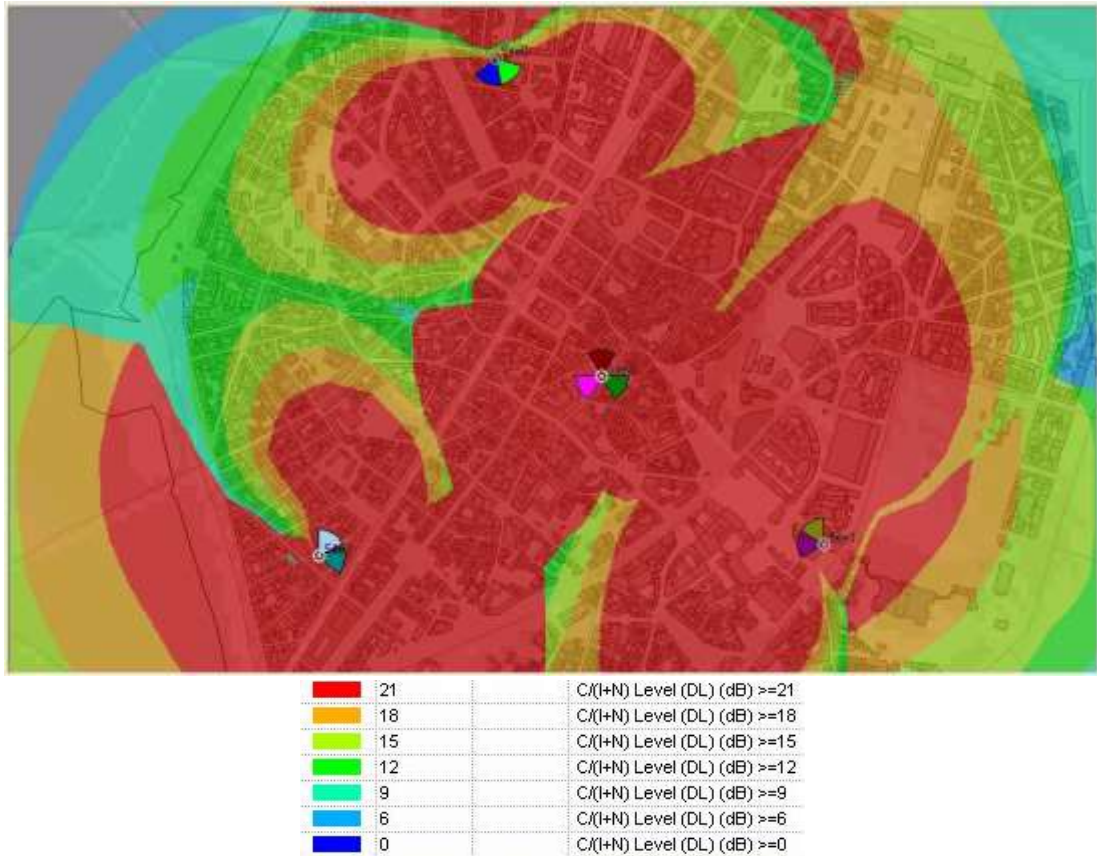 21 C/(I+N) Level (DL) (dB) >=21
18 C/(I+N) Level (DL) (dB) >=18
15 C/(I+N) Level (DL) (dB) >=15
12 C/(I+N) Level (DL) (dB) >=12
9 C/(I+N) Level (DL) (dB) >=9
6 C/(I+N) Level (DL) (dB) >=6
0 C/(I+N) Level (DL) (dB) >=0